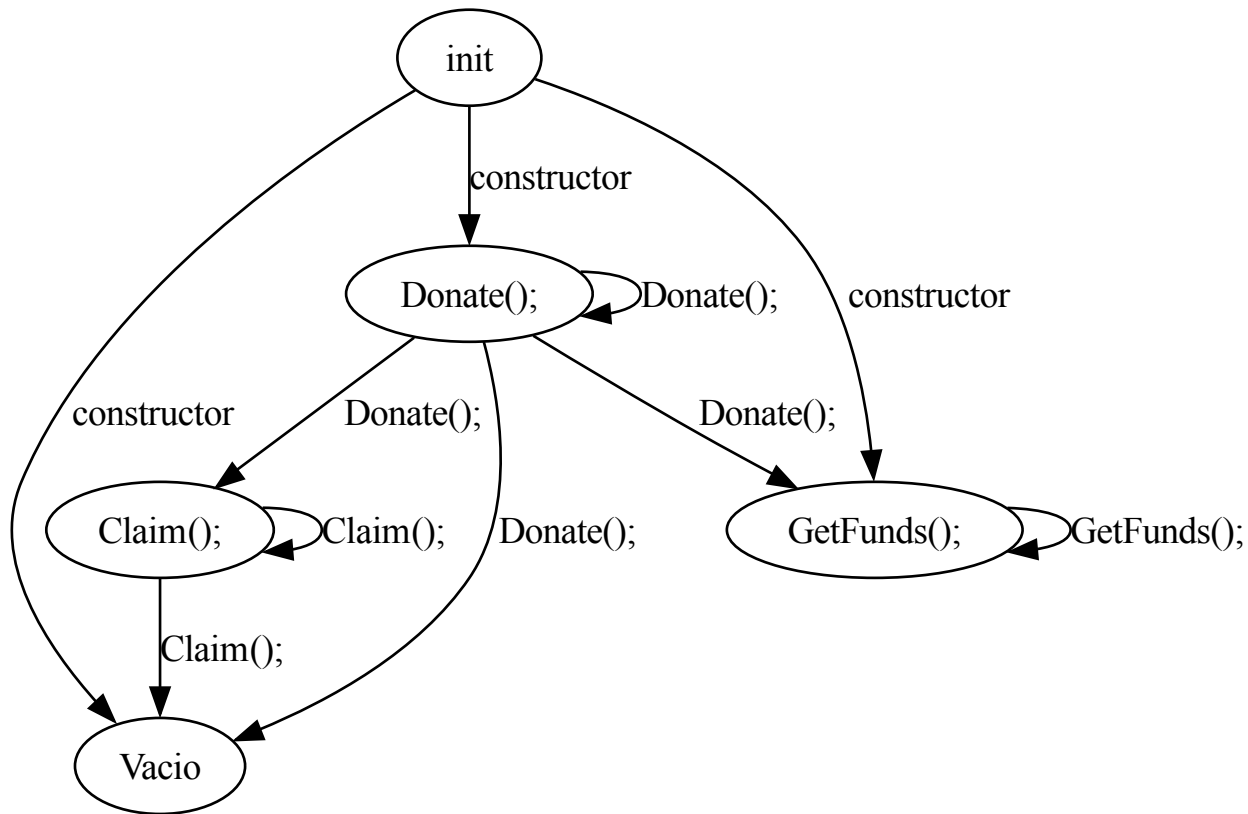 init
constructor
Donate();
Donate();
constructor
constructor
Donate();
Donate();
Claim();
Claim();
Donate();
GetFunds();
GetFunds();
Claim();
Vacio